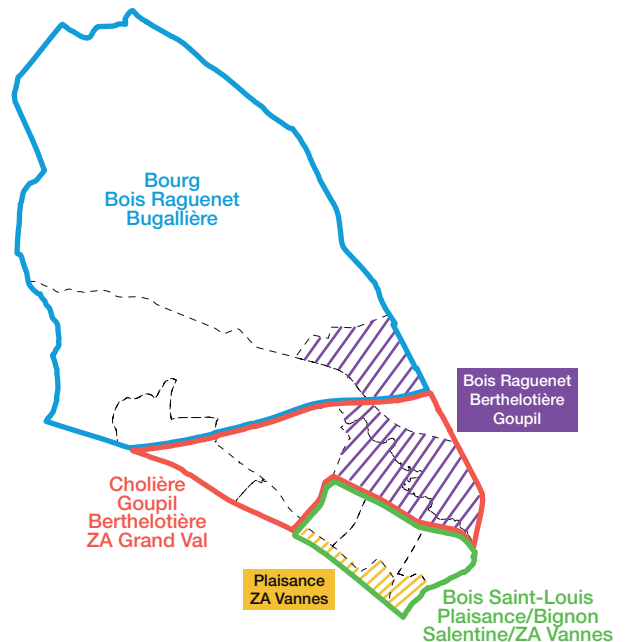 Bourg
Bois Raguenet
Bugallière
Bois Raguenet
Berthelotière
Goupil
Cholière
Goupil
Berthelotière
ZA Grand Val
Plaisance
ZA Vannes
Bois Saint-Louis
Plaisance/Bignon
Salentine/ZA Vannes